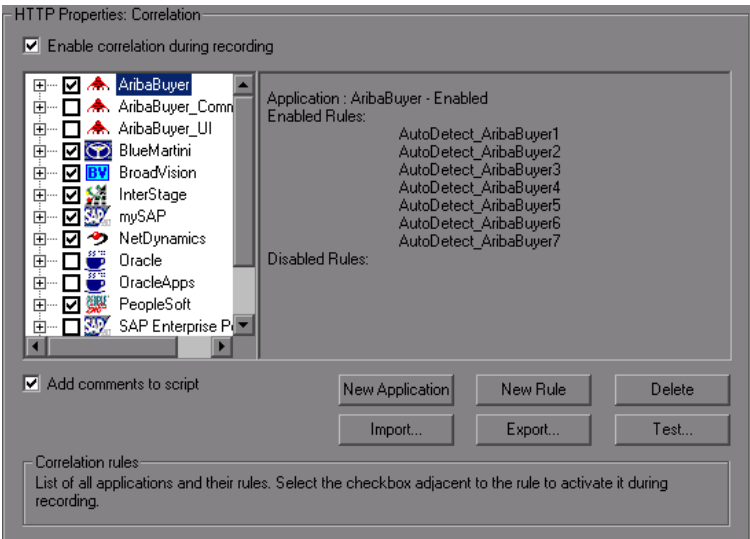 HTTP Properties: Correlation
Enable correlation during recording
AribaBuyer
AribaBuyer_Comn
AribaBuyer_UI
BlueMartini
BV BroadVision
InterStage
SAP mySAP
NetDynamics
Oracle
OracleApps
PeopleSoft
SAP SAP Enterprise P
Application : AribaBuyer - Enabled
Enabled Rules:
AutoDetect_AribaBuyer1
AutoDetect_AribaBuyer2
AutoDetect_AribaBuyer3
AutoDetect_AribaBuyer4
AutoDetect_AribaBuyer5
AutoDetect_AribaBuyer6
AutoDetect_AribaBuyer7
Disabled Rules:
Add comments to script
New Application
New Rule
Delete
Import...
Export...
Test...
Correlation rules
List of all applications and their rules. Select the checkbox adjacent to the rule to activate it during
recording.